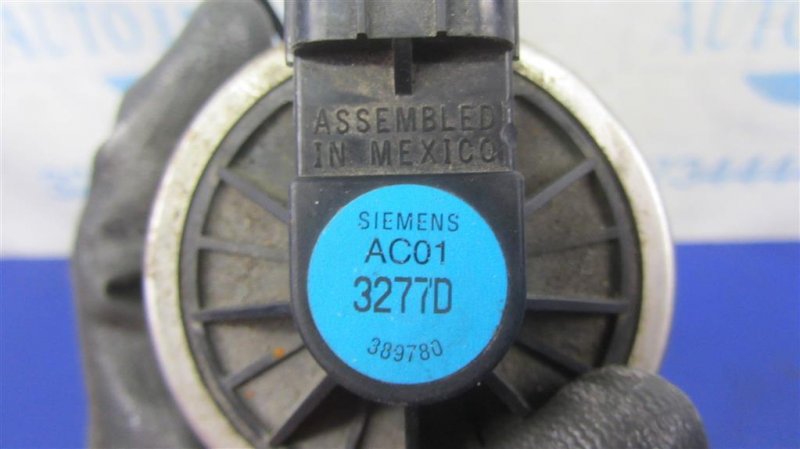 ASSEMBLED
IN MEXICO
SIEMENS
AC01
3277D
389780